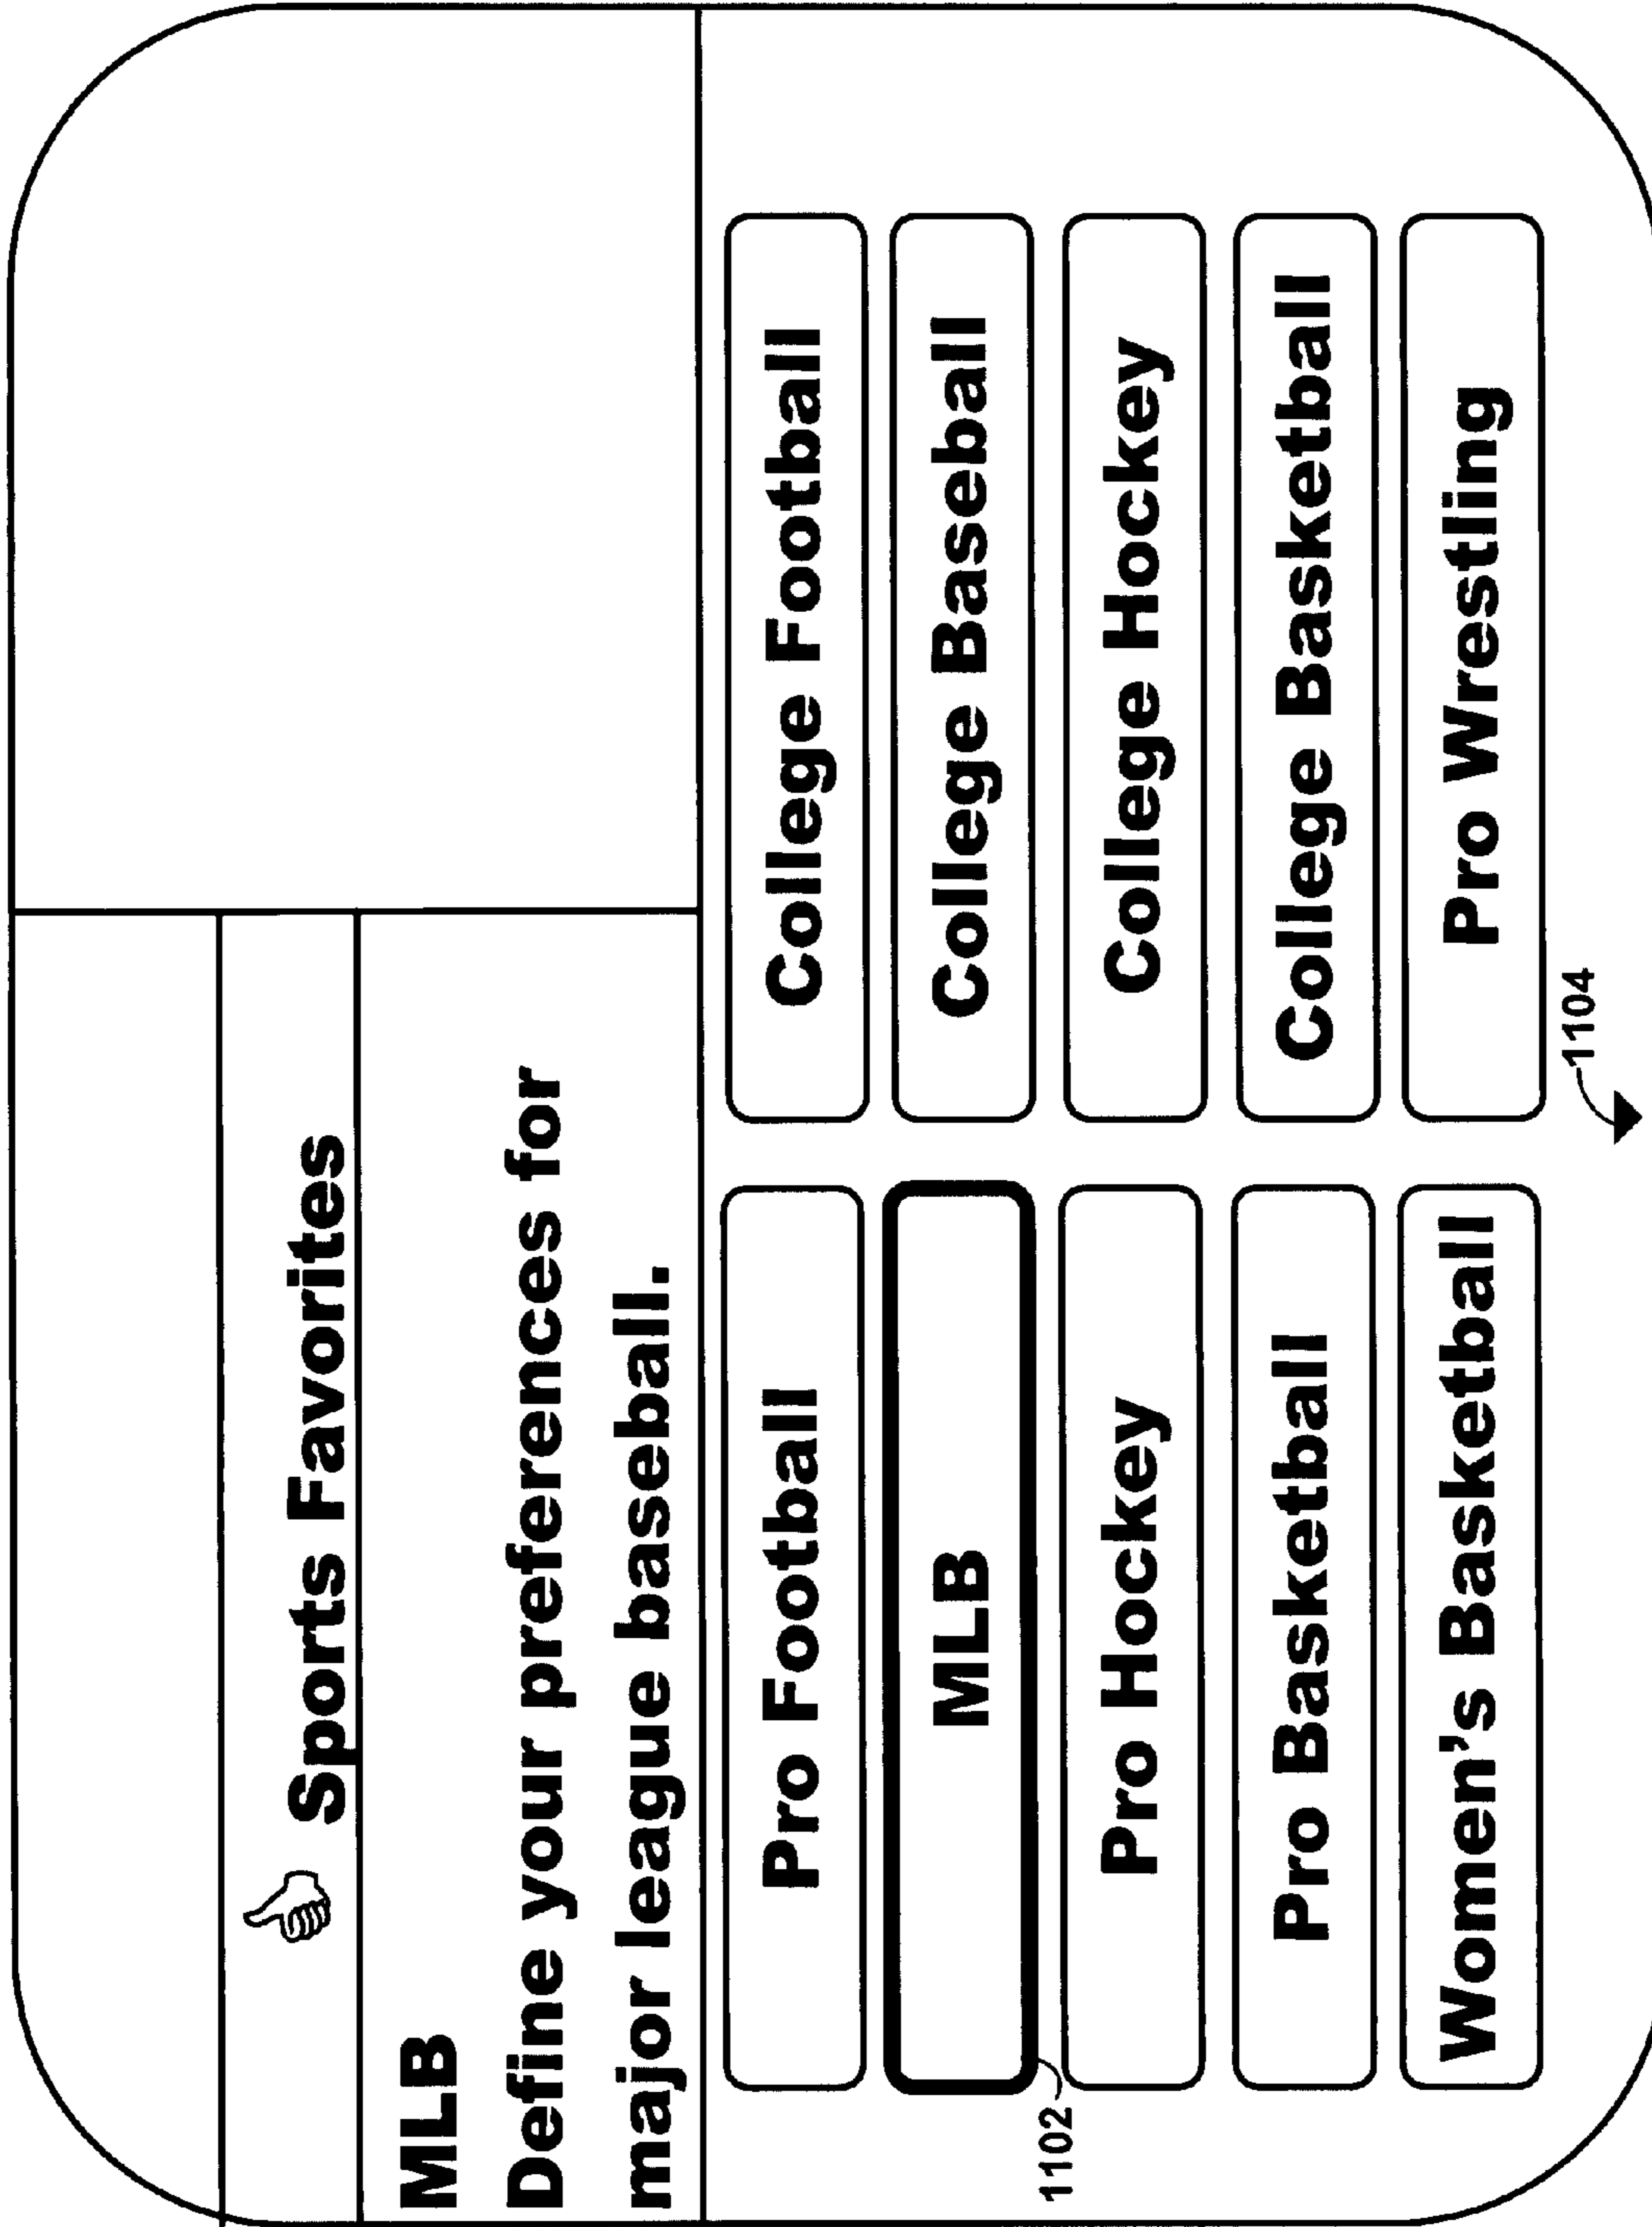 Sports Favorites
MLB
Define your preferences for
major league baseball.
Pro Football
College Football
MLB
College Baseball
1102
Pro Hockey
College Hockey
Pro Basketball
College Basketball
Women's Basketball
Pro Wrestling
1104